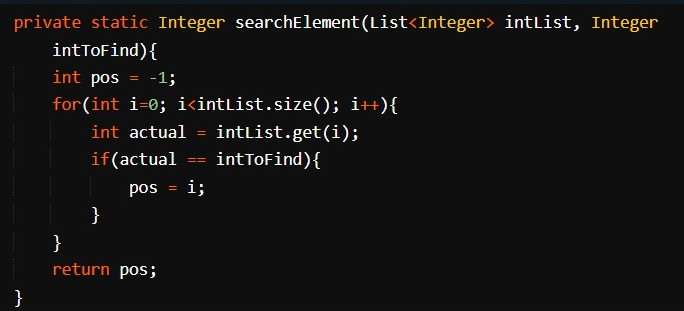 private static Integer searchElement(List<Integer> intList, Integer
intToFind){
int pos = -1;
for(int i=0; i<intList.size(); i++){
int actual = intList.get(i);
if(actual == intToFind){
pos = i;
}
}
return pos;
}